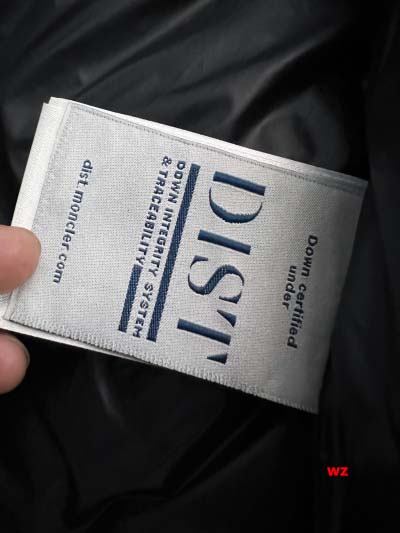 Down certified
under
DIST
DOWN INTEGRITY SYSTEM
& TRACEABILITY
dist.moncler.com
wz